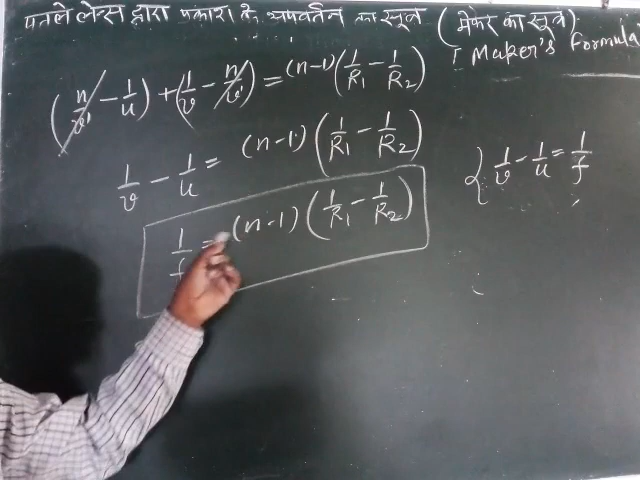 पतले लेन्स द्वारा प्रकाश के अपवर्तन का सूत्र (मेकर का सूत्र)
Maker's Formula
(n/v' - 1/u) + (1/v - n/v') = (n-1) (1/R₁ - 1/R₂)
1/v - 1/u = (n-1) (1/R₁ - 1/R₂)
{ 1/v - 1/u = 1/f
1/f = (n-1) (1/R₁ - 1/R₂)